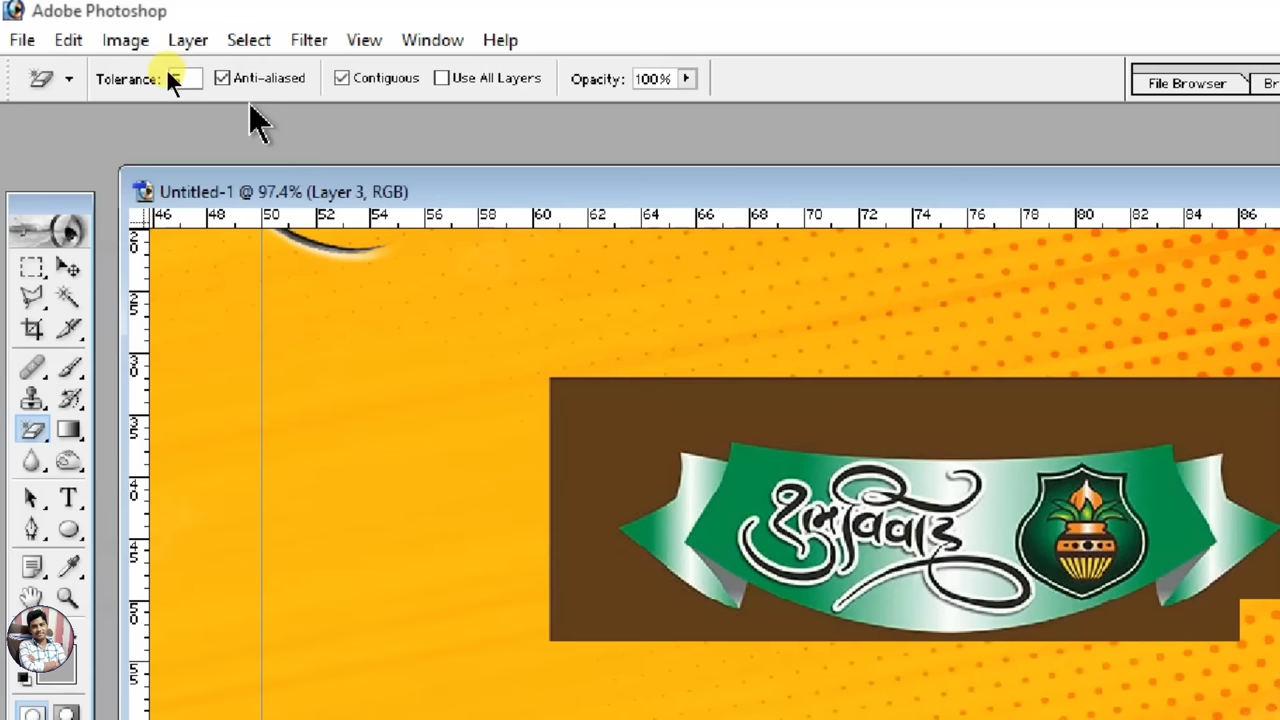 Adobe Photoshop
File Edit Image Layer Select Filter View Window Help
Tolerance: Anti-aliased Contiguous Use All Layers Opacity: 100% File Browser Br
Untitled-1 @ 97.4% (Layer 3, RGB)
46 48 50 52 54 56 58 60 62 64 66 68 70 72 74 76 78 80 82 84 86
शुभविवाह